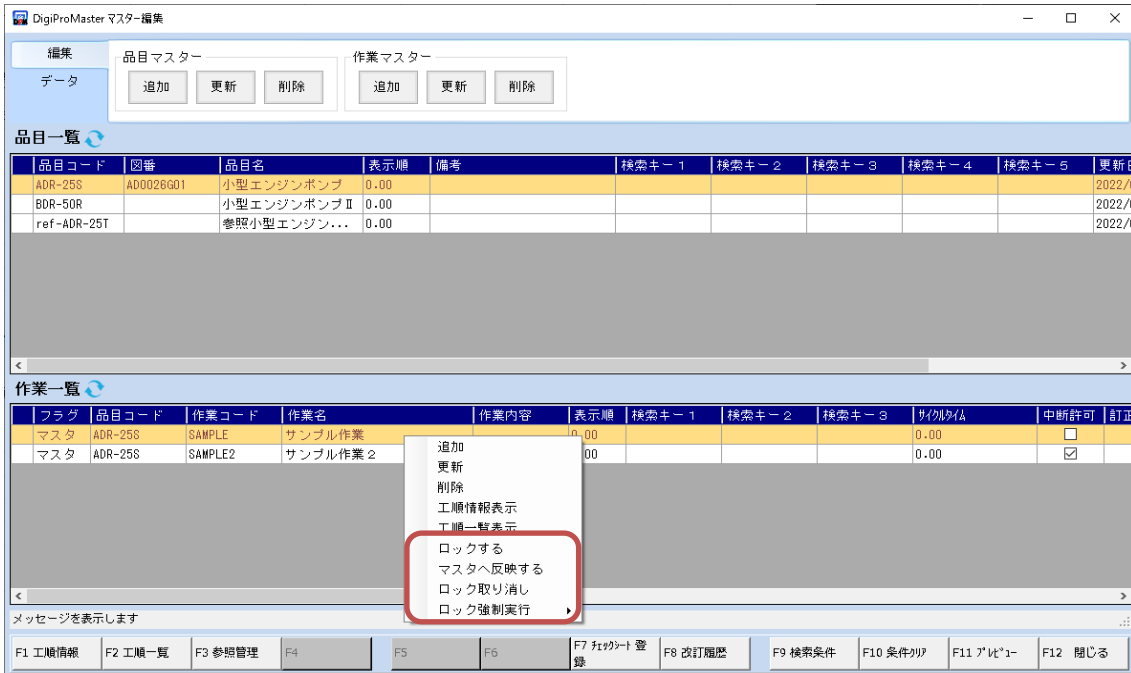 DigiProMaster マスター編集
編集
データ
品目マスター
追加 更新 削除
作業マスター
追加 更新 削除
品目一覧
品目コード 図番 品目名 表示順 備考 検索キー1 検索キー2 検索キー3 検索キー4 検索キー5
ADR-25S AD0026G01 小型エンジンポンプ 0.00 2022/
BDR-50R 小型エンジンポンプⅡ 0.00 2022/
ref-ADR-25T 参照小型エンジン... 0.00 2022/
作業一覧
フラグ 品目コード 作業コード 作業名 作業内容 表示順 検索キー1 検索キー2 検索キー3 ｻｲｸﾙﾀｲﾑ 中断許可 訂正
マスタ ADR-25S SAMPLE サンプル作業 0.00 0.00
マスタ ADR-25S SAMPLE2 サンプル作業2 00 0.00
追加
更新
削除
工順情報表示
工順一覧表示
ロックする
マスタへ反映する
ロック取り消し
ロック強制実行
メッセージを表示します
F1 工順情報 F2 工順一覧 F3 参照管理 F4 F5 F6 F7 ﾁｪｯｸｼｰﾄ 登録 F8 改訂履歴 F9 検索条件 F10 条件ｸﾘｱ F11 ﾌﾟﾚﾋﾞｭｰ F12 閉じる